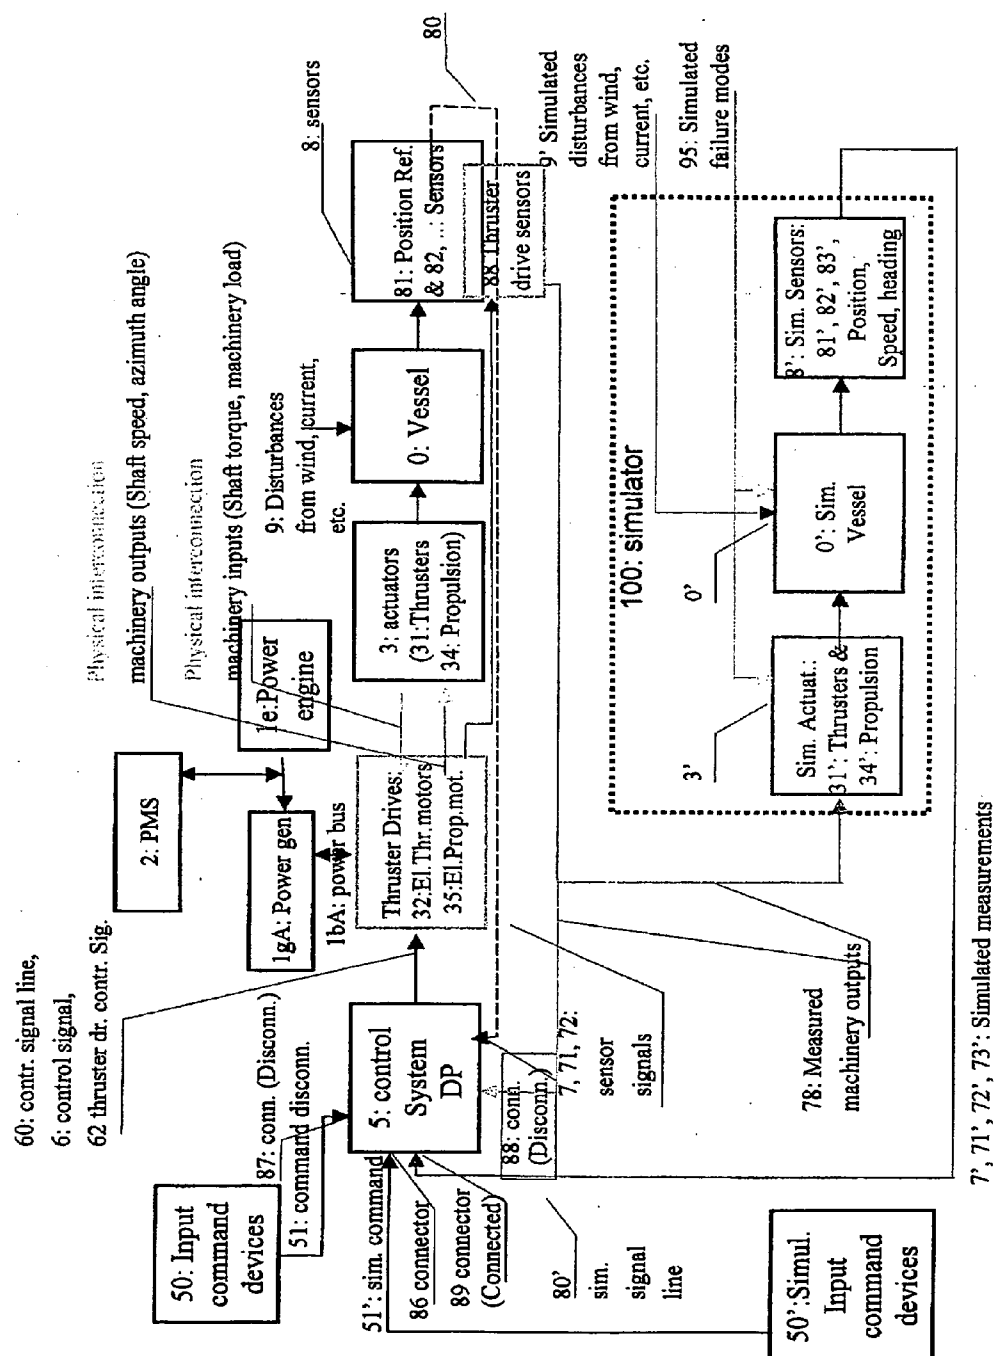 60: contr. signal line,
6: control signal,
62 thruster dr. contr. Sig.
Physical interconnection
machinery outputs (Shaft speed, azimuth angle)
Physical interconnection
machinery inputs (Shaft torque, machinery load)
2: PMS
1e:Power
engine
1gA: Power gen
1bA: power bus
50: Input
command
devices
87: conn. (Disconn.)
51: command disconn.
5: control
System
DP
Thruster Drives:
32:El.Thr.motors
35:El.Prop.mot.
3: actuators
(31:Thrusters
34: Propulsion)
9: Disturbances
from wind, current,
etc.
0: Vessel
8: sensors
81: Position Ref.
& 82, ..: Sensors
88 Thruster
drive sensors
80
51': sim. command
86 connector
89 connector
(Connected)
88: conn.
(Disconn.)
7, 71, 72:
sensor
signals
80'
sim.
signal
line
9' Simulated
disturbances
from wind,
current, etc.
95: Simulated
failure modes
100: simulator
3'
0'
Sim. Actuat.:
31': Thrusters &
34': Propulsion
0': Sim.
Vessel
8': Sim. Sensors:
81', 82', 83',
Position,
Speed, heading
78: Measured
machinery outputs
50':Simul.
Input
command
devices
7', 71', 72', 73': Simulated measurements